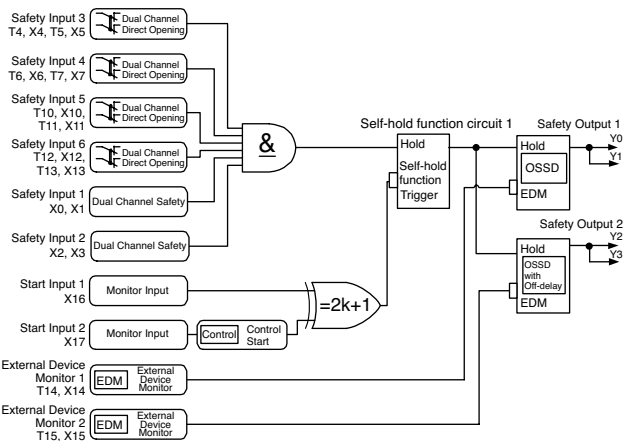 Safety Input 3
T4, X4, T5, X5
Dual Channel
Direct Opening
Safety Input 4
T6, X6, T7, X7
Dual Channel
Direct Opening
Safety Input 5
T10, X10,
T11, X11
Dual Channel
Direct Opening
Safety Input 6
T12, X12,
T13, X13
Dual Channel
Direct Opening
Safety Input 1
X0, X1
Dual Channel Safety
Safety Input 2
X2, X3
Dual Channel Safety
Start Input 1
X16
Monitor Input
Start Input 2
X17
Monitor Input
Control
Control
Start
External Device
Monitor 1
T14, X14
EDM
External
Device
Monitor
External Device
Monitor 2
T15, X15
EDM
External
Device
Monitor
&
=2k+1
Self-hold function circuit 1
Hold
Self-hold
function
Trigger
Safety Output 1
Hold
OSSD
EDM
Y0
Y1
Safety Output 2
Hold
OSSD
with
Off-delay
EDM
Y2
Y3